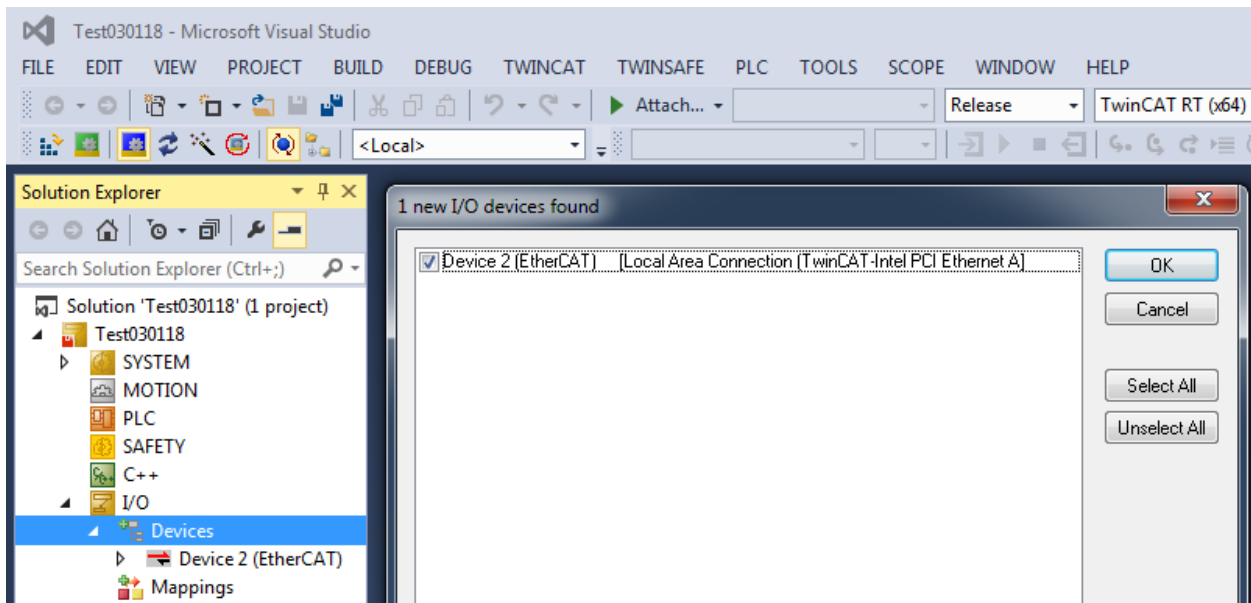 Test030118 - Microsoft Visual Studio
FILE EDIT VIEW PROJECT BUILD DEBUG TWINCAT TWINSAFE PLC TOOLS SCOPE WINDOW HELP
Attach... Release TwinCAT RT (x64)
<Local>
Solution Explorer
Search Solution Explorer (Ctrl+;)
Solution 'Test030118' (1 project)
Test030118
SYSTEM
MOTION
PLC
SAFETY
C++
I/O
Devices
Device 2 (EtherCAT)
Mappings
1 new I/O devices found
Device 2 (EtherCAT) [Local Area Connection (TwinCAT-Intel PCI Ethernet A]
OK
Cancel
Select All
Unselect All